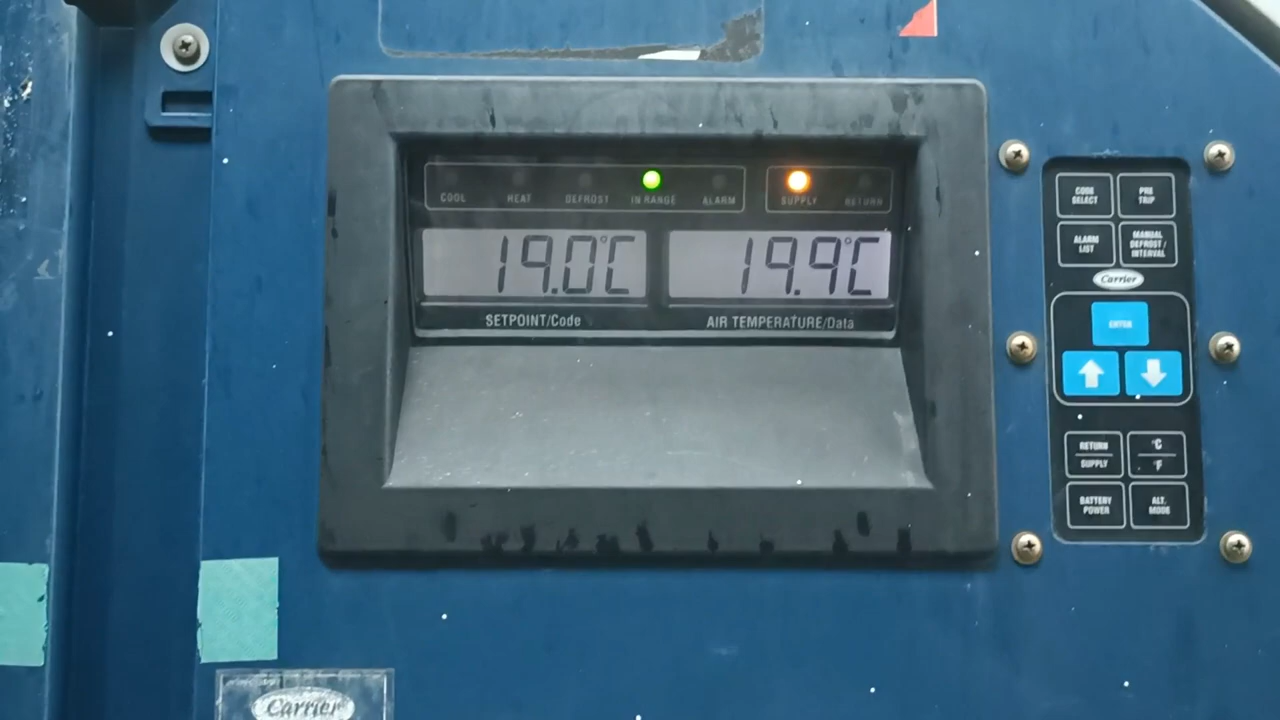 COOL HEAT DEFROST IN RANGE ALARM SUPPLY RETURN
19.0°C 19.9°C
SETPOINT/Code AIR TEMPERATURE/Data
CODE SELECT
PRE TRIP
ALARM LIST
MANUAL DEFROST / INTERVAL
Carrier
ENTER
RETURN SUPPLY
°C °F
BATTERY POWER
ALT. MODE
Carrier